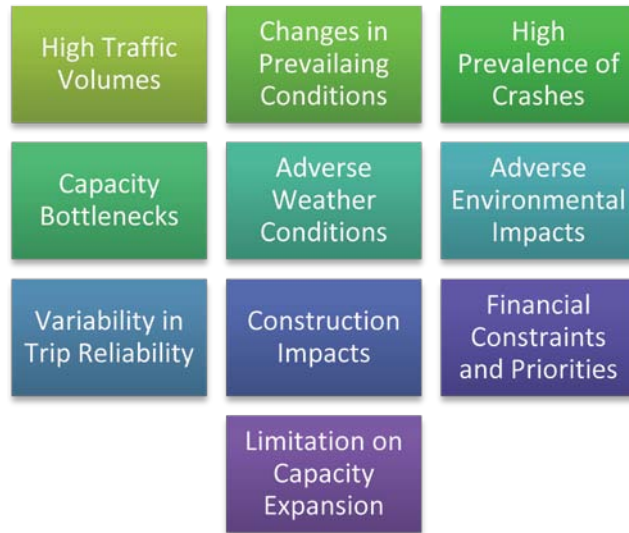 High Traffic
Volumes
Changes in
Prevailaing
Conditions
High
Prevalence of
Crashes
Capacity
Bottlenecks
Adverse
Weather
Conditions
Adverse
Environmental
Impacts
Variability in
Trip Reliability
Construction
Impacts
Financial
Constraints
and Priorities
Limitation on
Capacity
Expansion